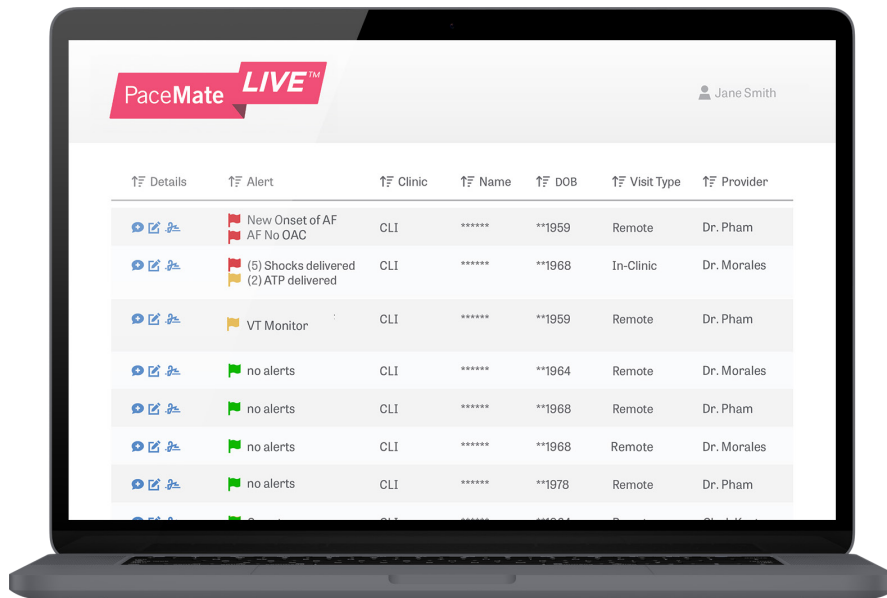 PaceMate LIVE™
Jane Smith
Details Alert Clinic Name DOB Visit Type Provider
New Onset of AF
AF No OAC
CLI ****** **1959 Remote Dr. Pham
(5) Shocks delivered
(2) ATP delivered
CLI ****** **1968 In-Clinic Dr. Morales
VT Monitor CLI ****** **1959 Remote Dr. Pham
no alerts CLI ****** **1964 Remote Dr. Morales
no alerts CLI ****** **1968 Remote Dr. Pham
no alerts CLI ****** **1968 Remote Dr. Morales
no alerts CLI ****** **1978 Remote Dr. Pham